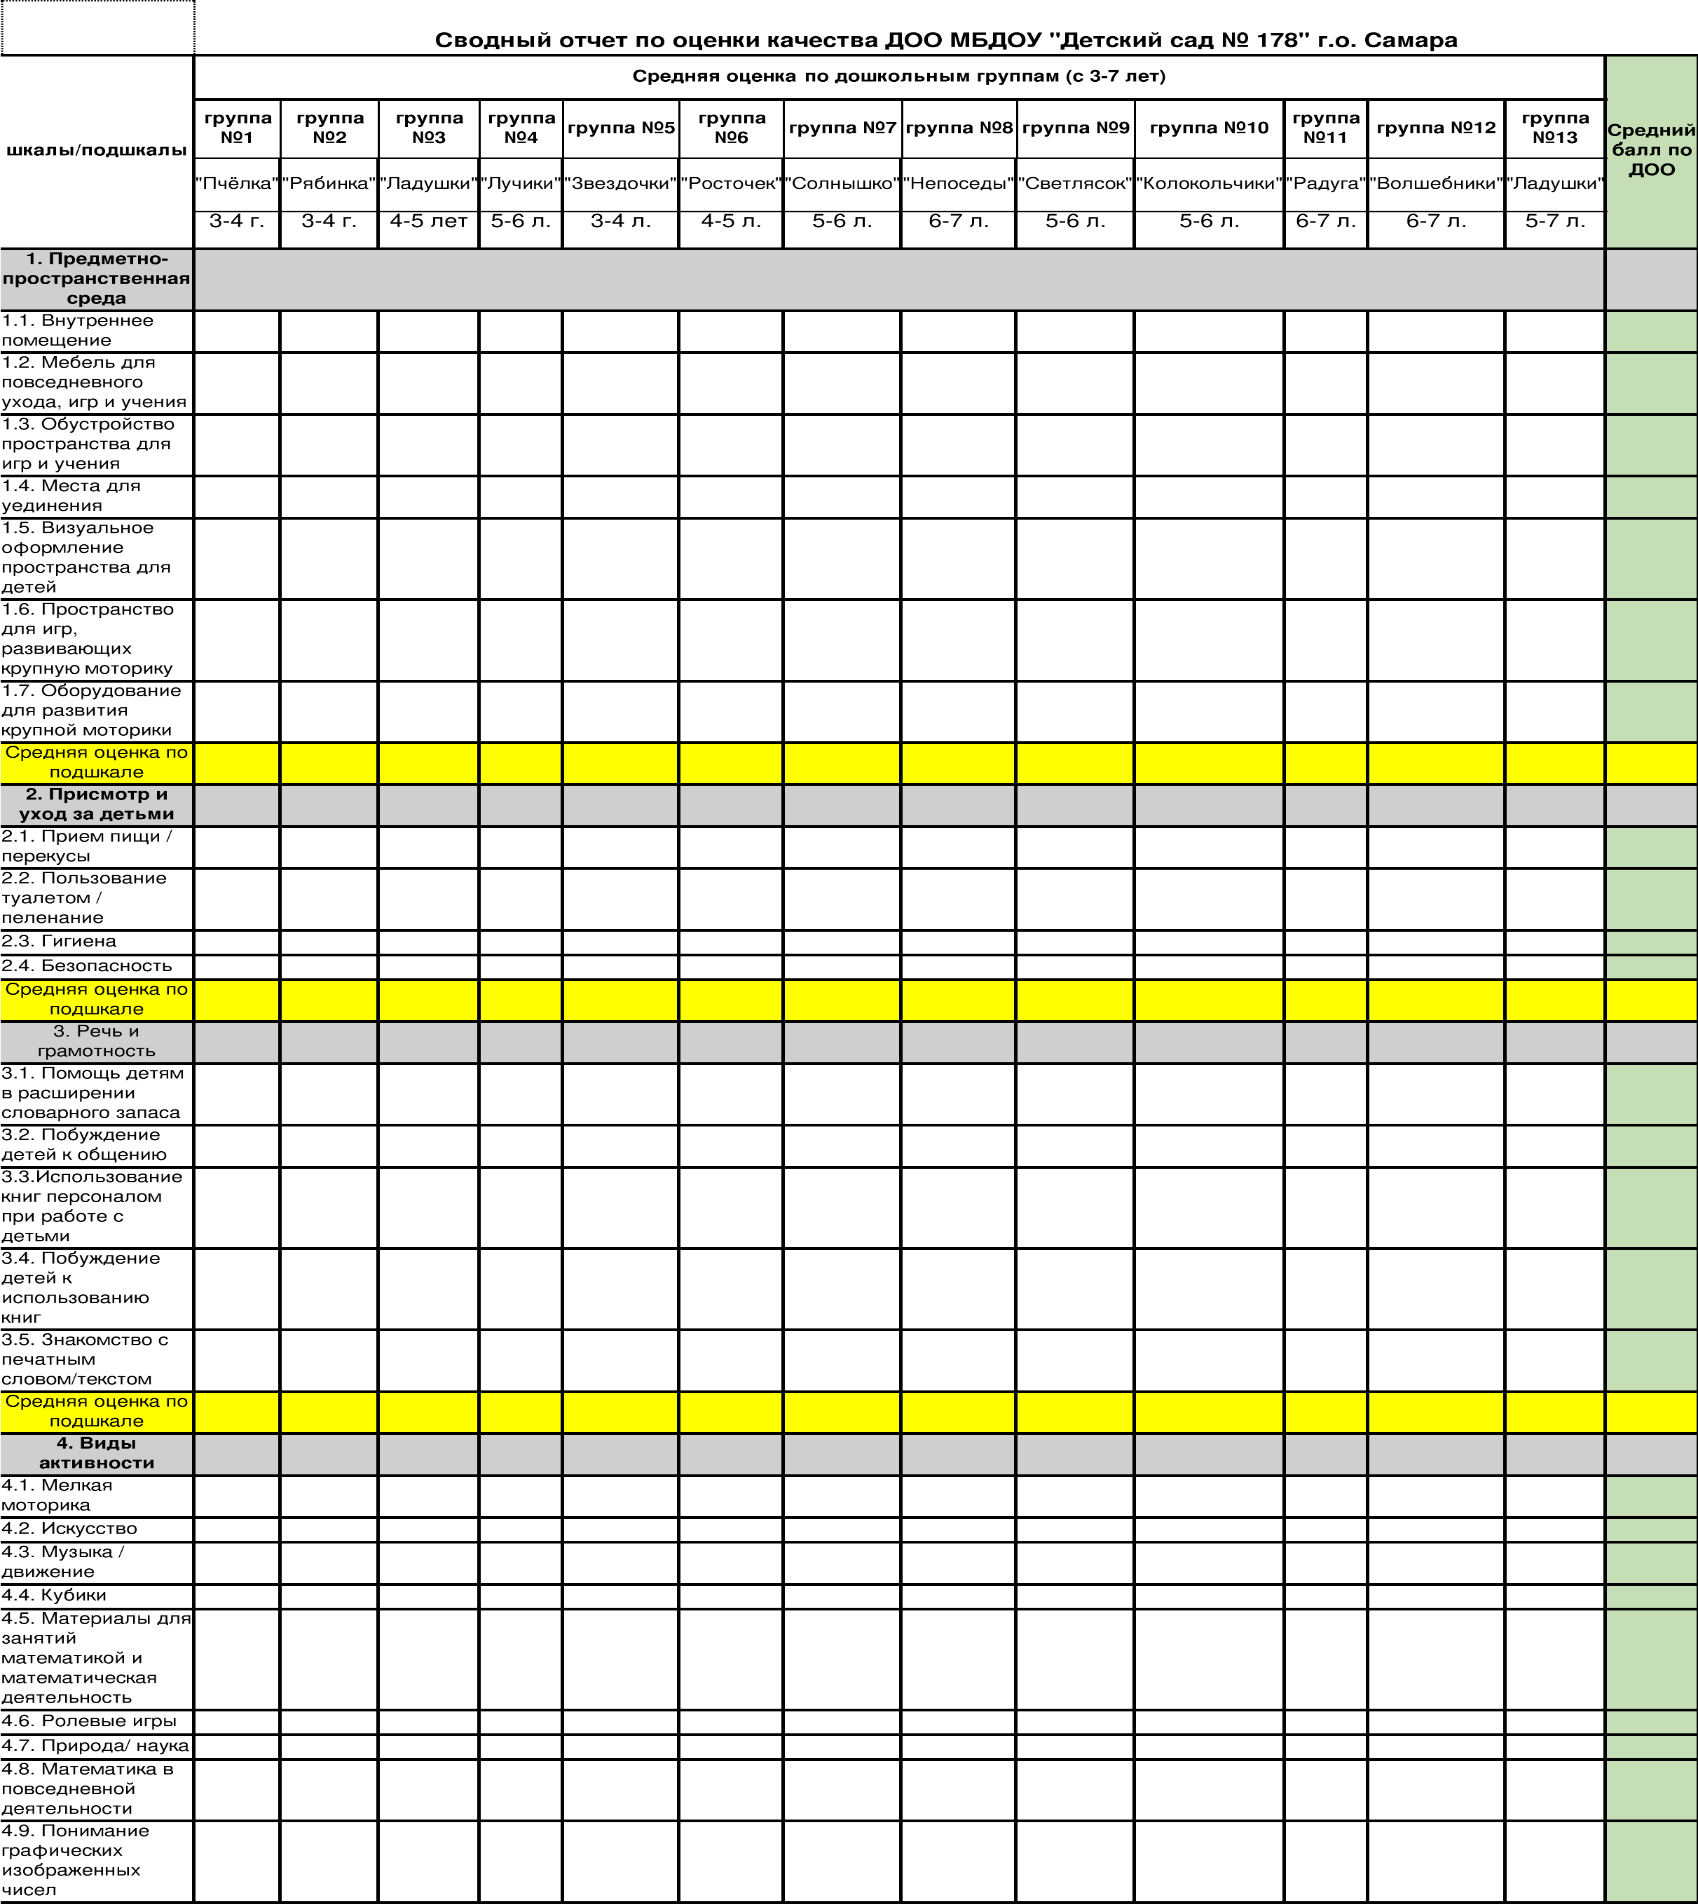 Сводный отчет по оценки качества ДОО МБДОУ "Детский сад № 178" г.о. Самара
шкалы/подшкалы
Средняя оценка по дошкольным группам (с 3-7 лет)
Средний
балл по
ДОО
группа
№1
группа
№2
группа
№3
группа
№4
группа №5
группа
№6
группа №7
группа №8
группа №9
группа №10
группа
№11
группа №12
группа
№13
"Пчёлка"
"Рябинка"
"Ладушки"
"Лучики"
"Звездочки"
"Росточек"
"Солнышко"
"Непоседы"
"Светлясок"
"Колокольчики"
"Радуга"
"Волшебники"
"Ладушки"
3-4 г.
3-4 г.
4-5 лет
5-6 л.
3-4 л.
4-5 л.
5-6 л.
6-7 л.
5-6 л.
5-6 л.
6-7 л.
6-7 л.
5-7 л.
1. Предметно-
пространственная
среда
1.1. Внутреннее
помещение
1.2. Мебель для
повседневного
ухода, игр и учения
1.3. Обустройство
пространства для
игр и учения
1.4. Места для
уединения
1.5. Визуальное
оформление
пространства для
детей
1.6. Пространство
для игр,
развивающих
крупную моторику
1.7. Оборудование
для развития
крупной моторики
Средняя оценка по
подшкале
2. Присмотр и
уход за детьми
2.1. Прием пищи /
перекусы
2.2. Пользование
туалетом /
пеленание
2.3. Гигиена
2.4. Безопасность
Средняя оценка по
подшкале
3. Речь и
грамотность
3.1. Помощь детям
в расширении
словарного запаса
3.2. Побуждение
детей к общению
3.3.Использование
книг персоналом
при работе с
детьми
3.4. Побуждение
детей к
использованию
книг
3.5. Знакомство с
печатным
словом/текстом
Средняя оценка по
подшкале
4. Виды
активности
4.1. Мелкая
моторика
4.2. Искусство
4.3. Музыка /
движение
4.4. Кубики
4.5. Материалы для
занятий
математикой и
математическая
деятельность
4.6. Ролевые игры
4.7. Природа/ наука
4.8. Математика в
повседневной
деятельности
4.9. Понимание
графических
изображенных
чисел